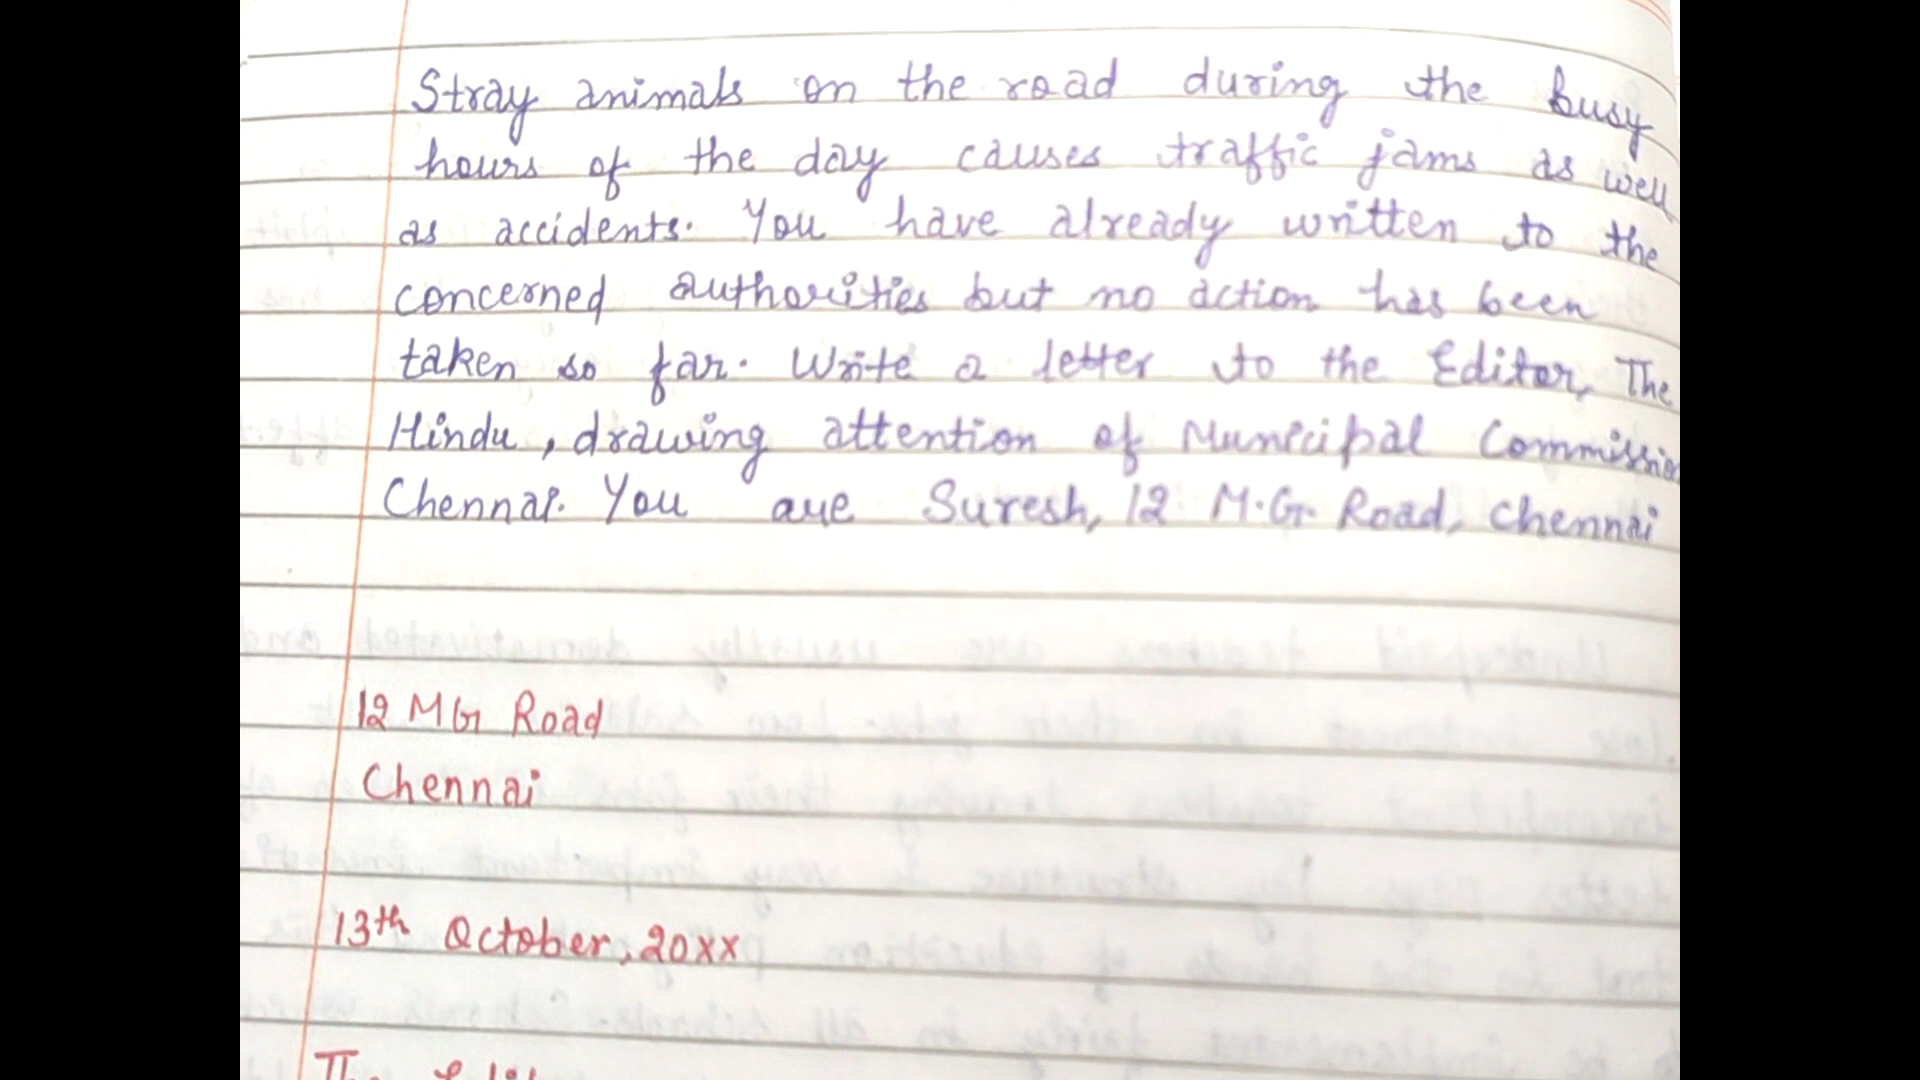 Stray animals on the road during the busy
hours of the day causes traffic jams as well
as accidents. You have already written to the
concerned authorities but no action has been
taken so far. Write a letter to the Editor, The
Hindu, drawing attention of Municipal Commission
Chennai. You are Suresh, 12 M.G. Road, Chennai
12 MG Road
Chennai
13th October, 20xx